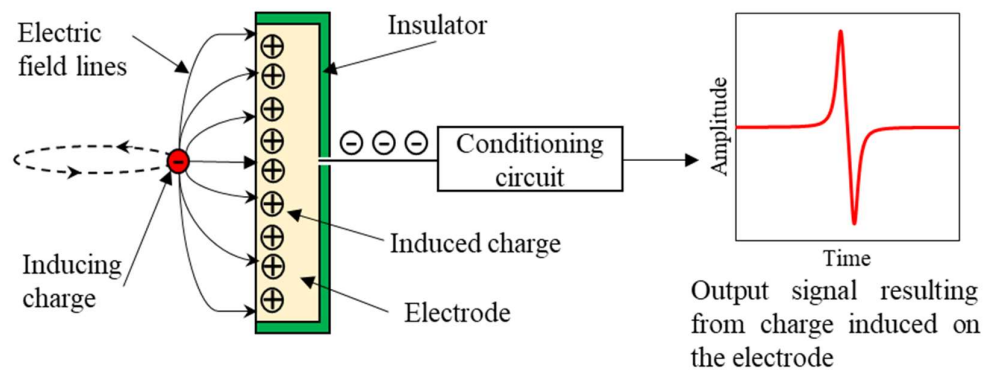 Electric
field lines
Insulator
Inducing
charge
Induced charge
Electrode
Conditioning
circuit
Amplitude
Time
Output signal resulting
from charge induced on
the electrode